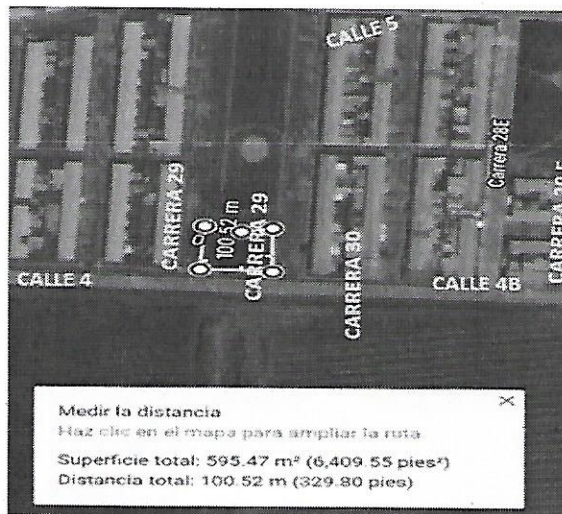 CALLE 5
Carrera 28E
CARRERA 29
100.52 m
CARRERA 29
CARRERA 30
CALLE 4
CALLE 4B
Medir la distancia
Haz clic en el mapa para ampliar la ruta
Superficie total: 595.47 m² (6,409.55 pies²)
Distancia total: 100.52 m (329.80 pies)